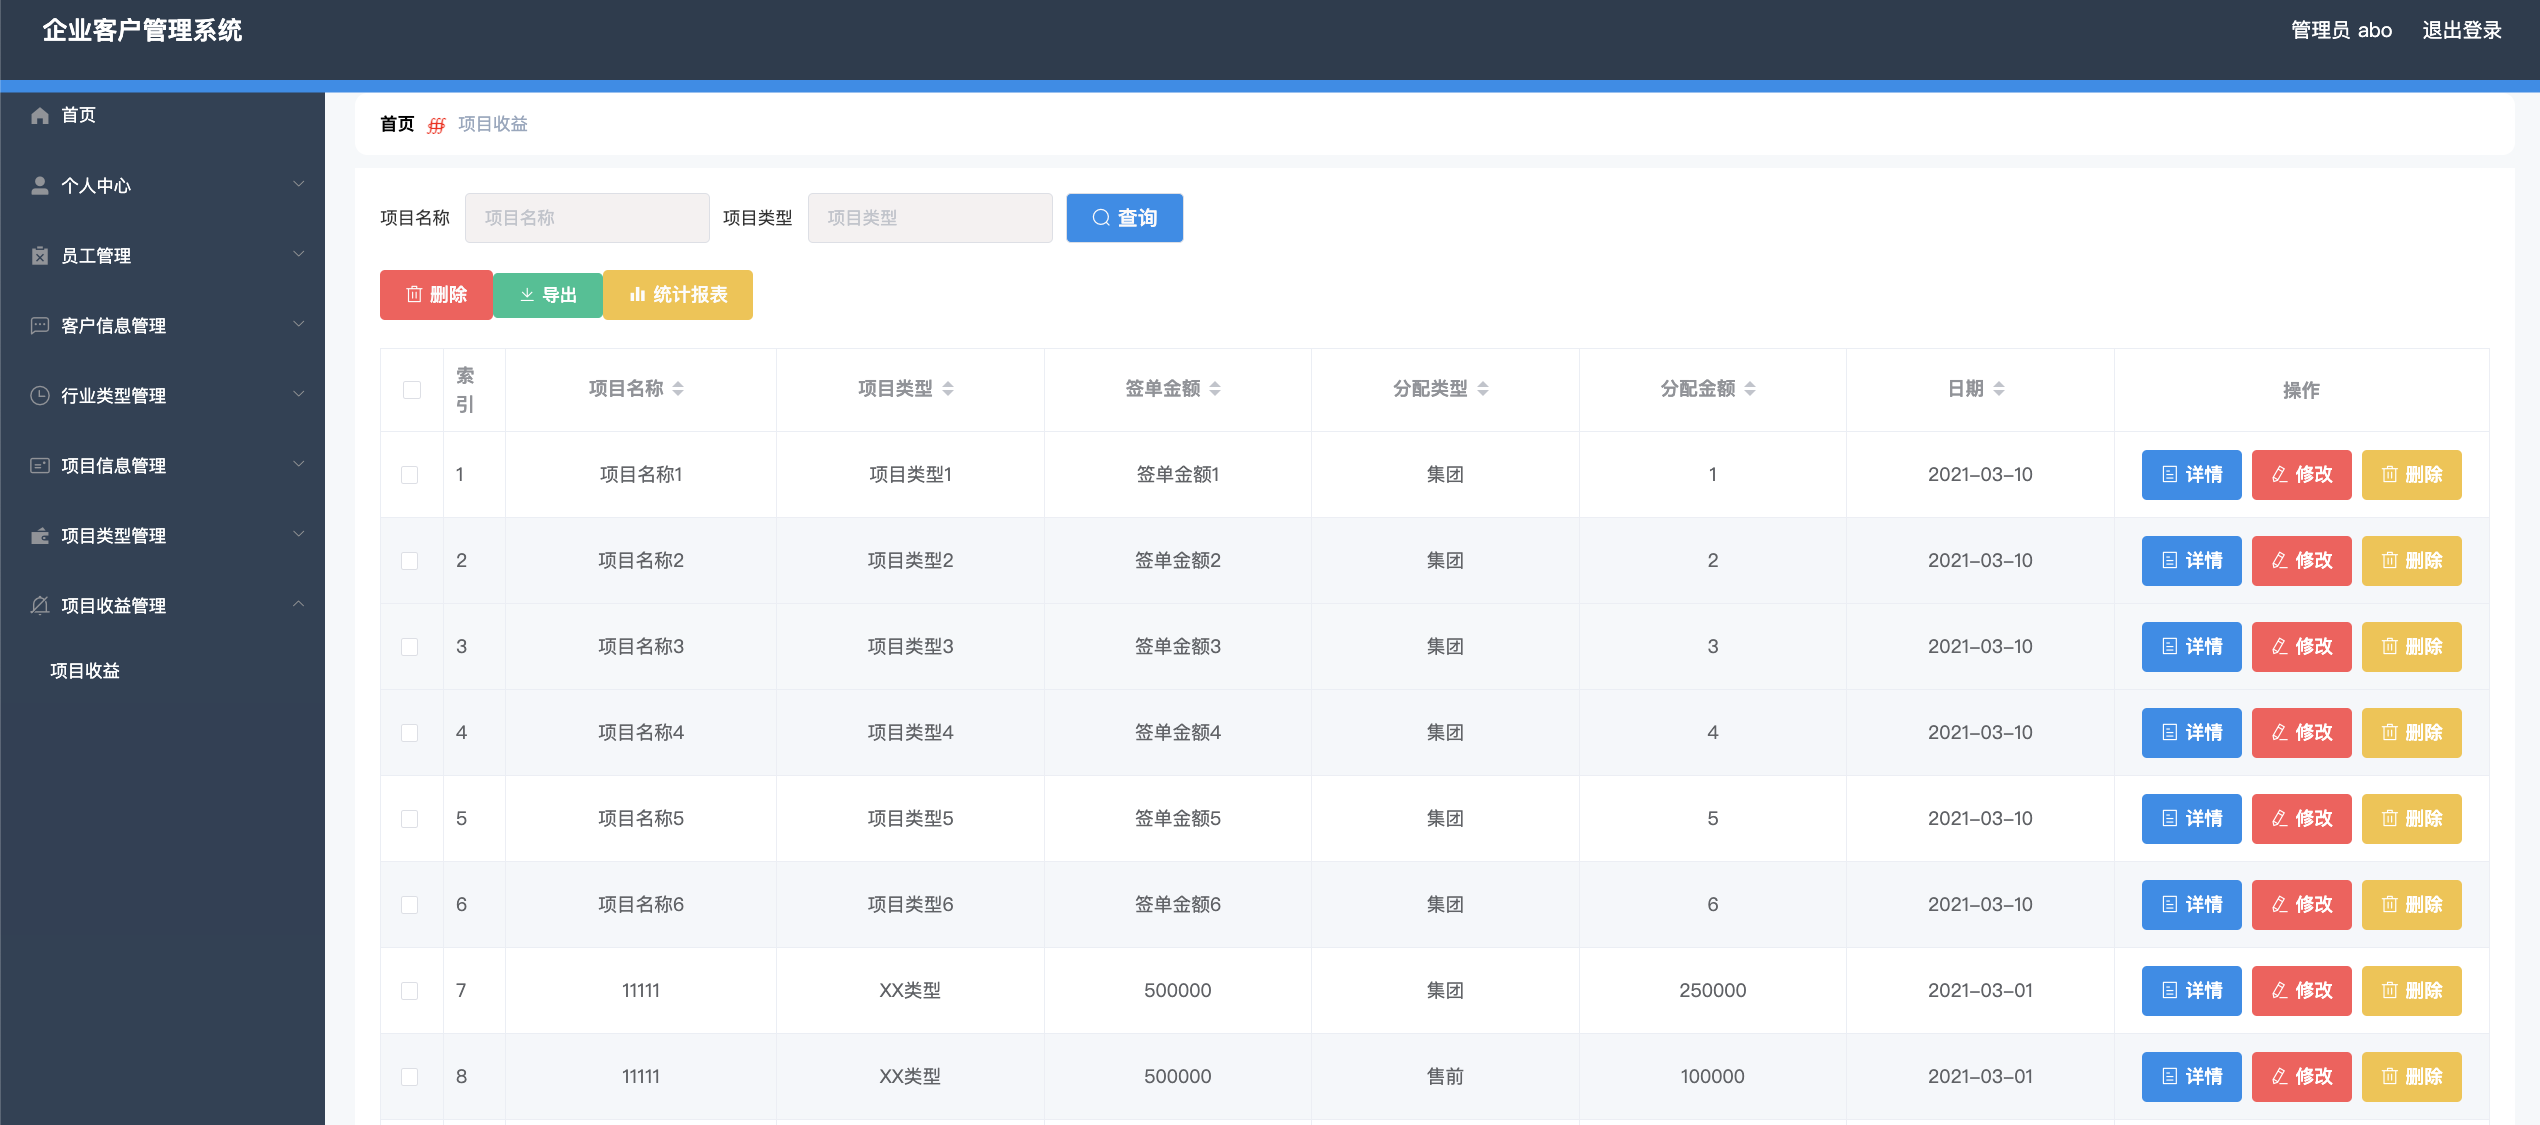 企业客户管理系统
管理员 abo 退出登录
首页
个人中心
员工管理
客户信息管理
行业类型管理
项目信息管理
项目类型管理
项目收益管理
项目收益
首页 项目收益
项目名称 项目名称 项目类型 项目类型 查询
删除 导出 统计报表
索引 项目名称 项目类型 签单金额 分配类型 分配金额 日期 操作
1 项目名称1 项目类型1 签单金额1 集团 1 2021-03-10 详情 修改 删除
2 项目名称2 项目类型2 签单金额2 集团 2 2021-03-10 详情 修改 删除
3 项目名称3 项目类型3 签单金额3 集团 3 2021-03-10 详情 修改 删除
4 项目名称4 项目类型4 签单金额4 集团 4 2021-03-10 详情 修改 删除
5 项目名称5 项目类型5 签单金额5 集团 5 2021-03-10 详情 修改 删除
6 项目名称6 项目类型6 签单金额6 集团 6 2021-03-10 详情 修改 删除
7 11111 XX类型 500000 集团 250000 2021-03-01 详情 修改 删除
8 11111 XX类型 500000 售前 100000 2021-03-01 详情 修改 删除